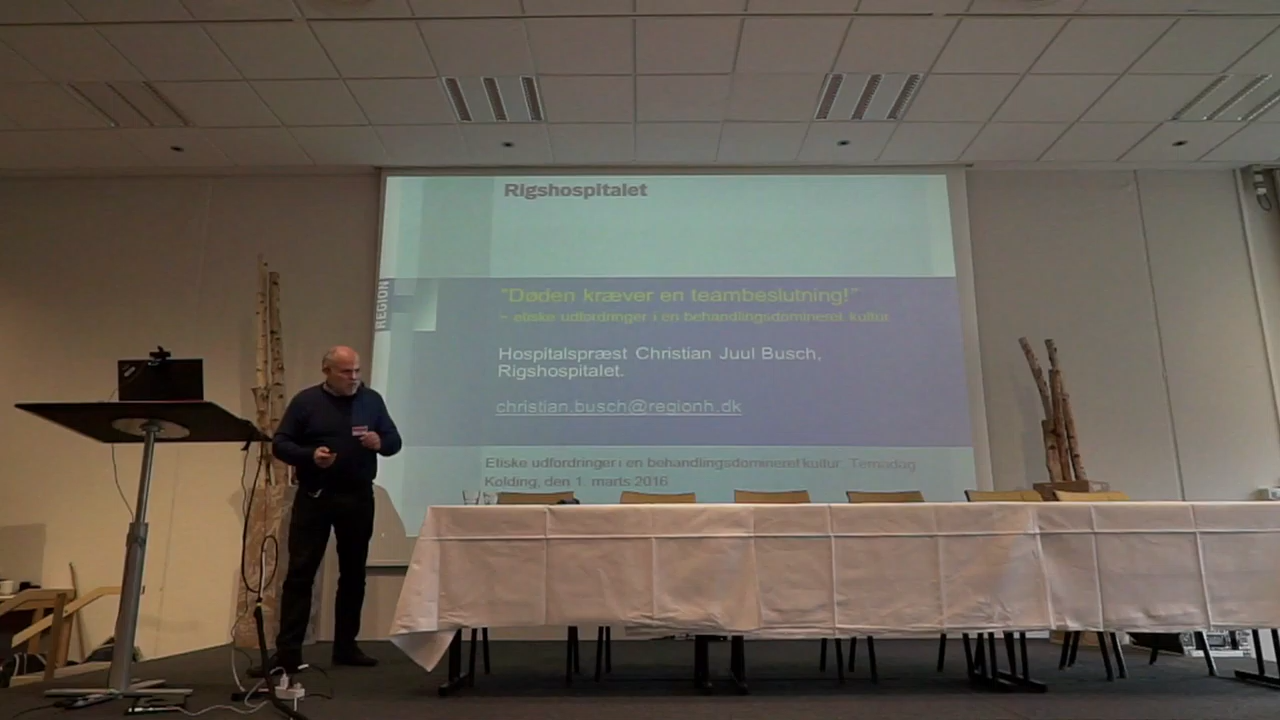 Rigshospitalet
REGION
"Døden kræver en teambeslutning!"
- etiske udfordringer i en behandlingsdomineret kultur
Hospitalspræst Christian Juul Busch,
Rigshospitalet.
christian.busch@regionh.dk
Etiske udfordringer i en behandlingsdomineret kultur. Temadag
Kolding, den 1. marts 2016